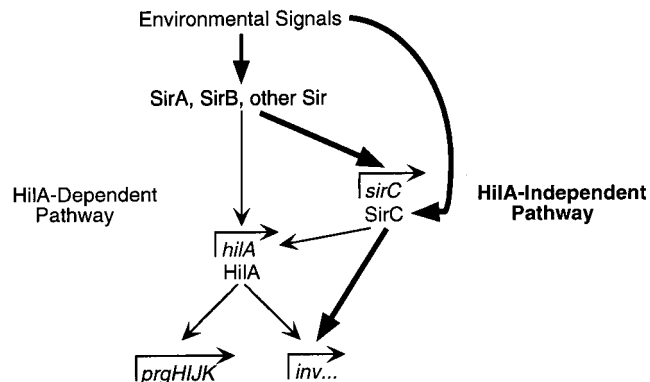 Environmental Signals
SirA, SirB, other Sir
sirC
SirC
HilA-Dependent
Pathway
HilA-Independent
Pathway
hilA
HilA
prgHIJK
inv...